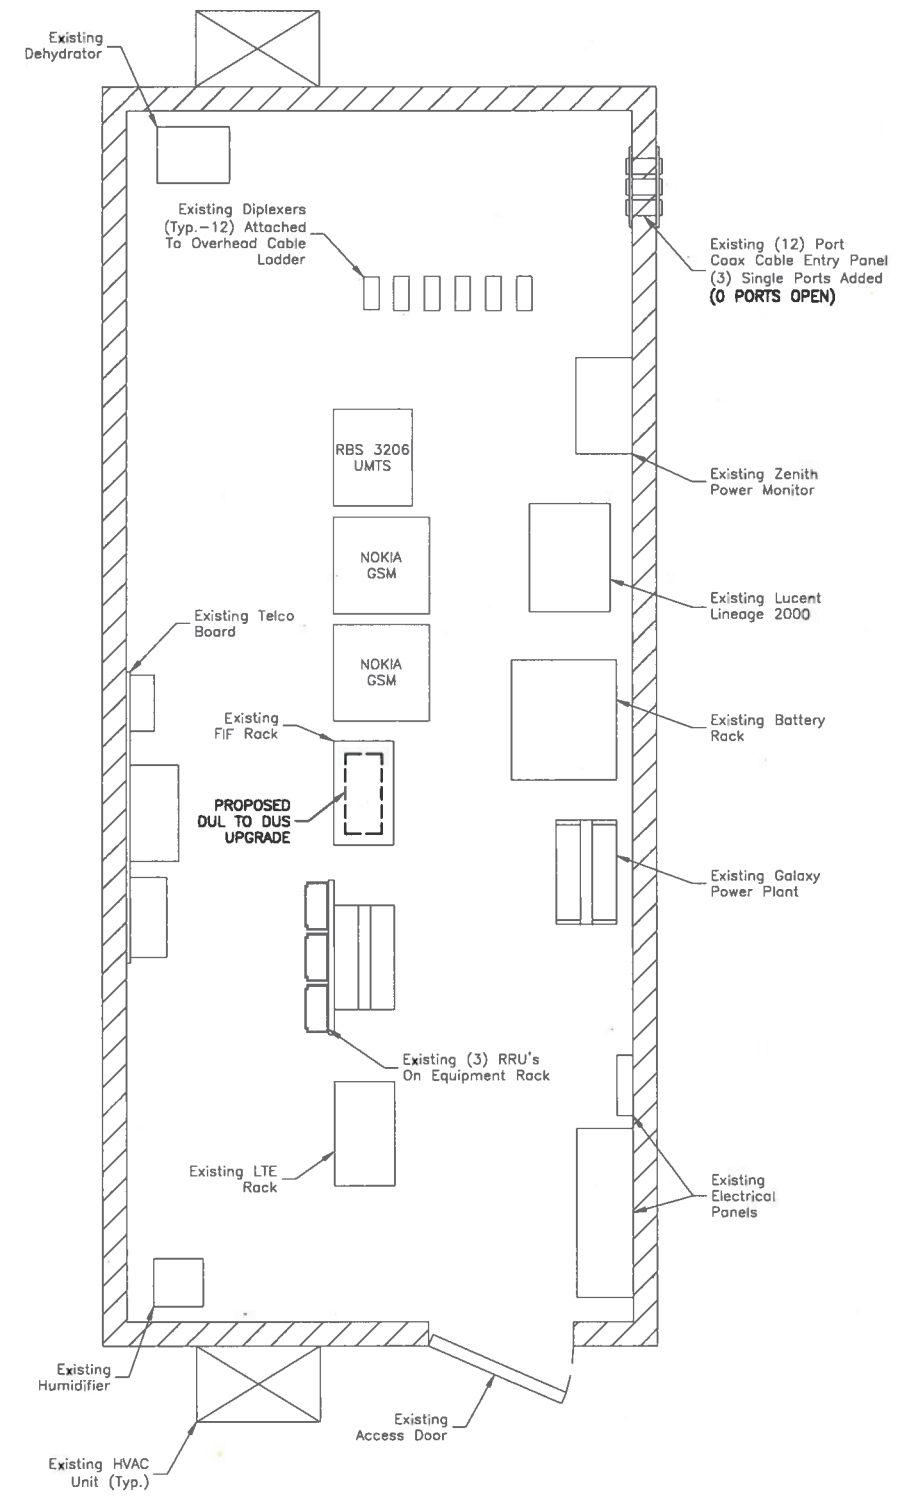 Existing
Dehydrator
Existing Diplexers
(Typ.-12) Attached
To Overhead Cable
Ladder
Existing (12) Port
Coax Cable Entry Panel
(3) Single Ports Added
(0 PORTS OPEN)
RBS 3206
UMTS
Existing Zenith
Power Monitor
NOKIA
GSM
Existing Lucent
Lineage 2000
Existing Telco
Board
NOKIA
GSM
Existing
FIF Rack
Existing Battery
Rack
PROPOSED
DUL TO DUS
UPGRADE
Existing Galaxy
Power Plant
Existing (3) RRU's
On Equipment Rack
Existing LTE
Rack
Existing
Electrical
Panels
Existing
Humidifier
Existing
Access Door
Existing HVAC
Unit (Typ.)